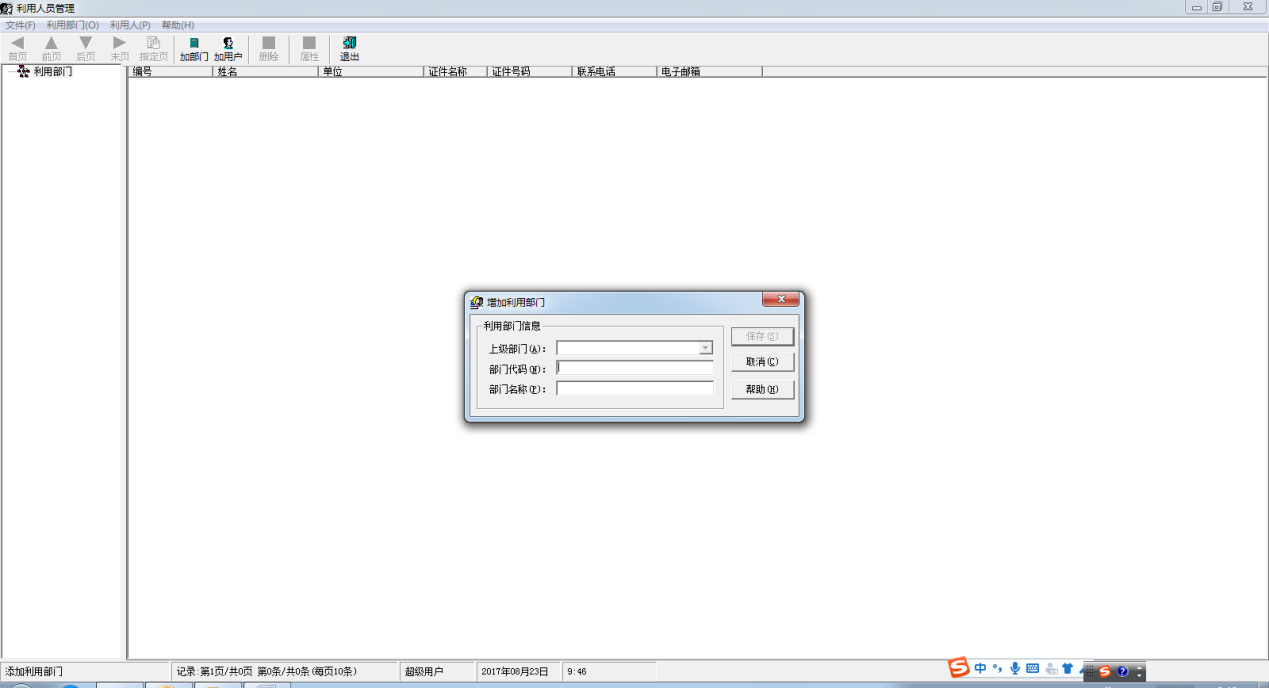 利用人员管理
文件(F) 利用部门(O) 利用人(P) 帮助(H)
首页 前页 后页 末页 指定页 加部门 加用户 删除 属性 退出
利用部门
编号 姓名 单位 证件名称 证件号码 联系电话 电子邮箱
增加利用部门
利用部门信息
上级部门(A):
部门代码(N):
部门名称(P):
保存(S)
取消(C)
帮助(H)
添加利用部门 记录:第1页/共0页 第0条/共0条(每页10条) 超级用户 2017年08月23日 9:46
中